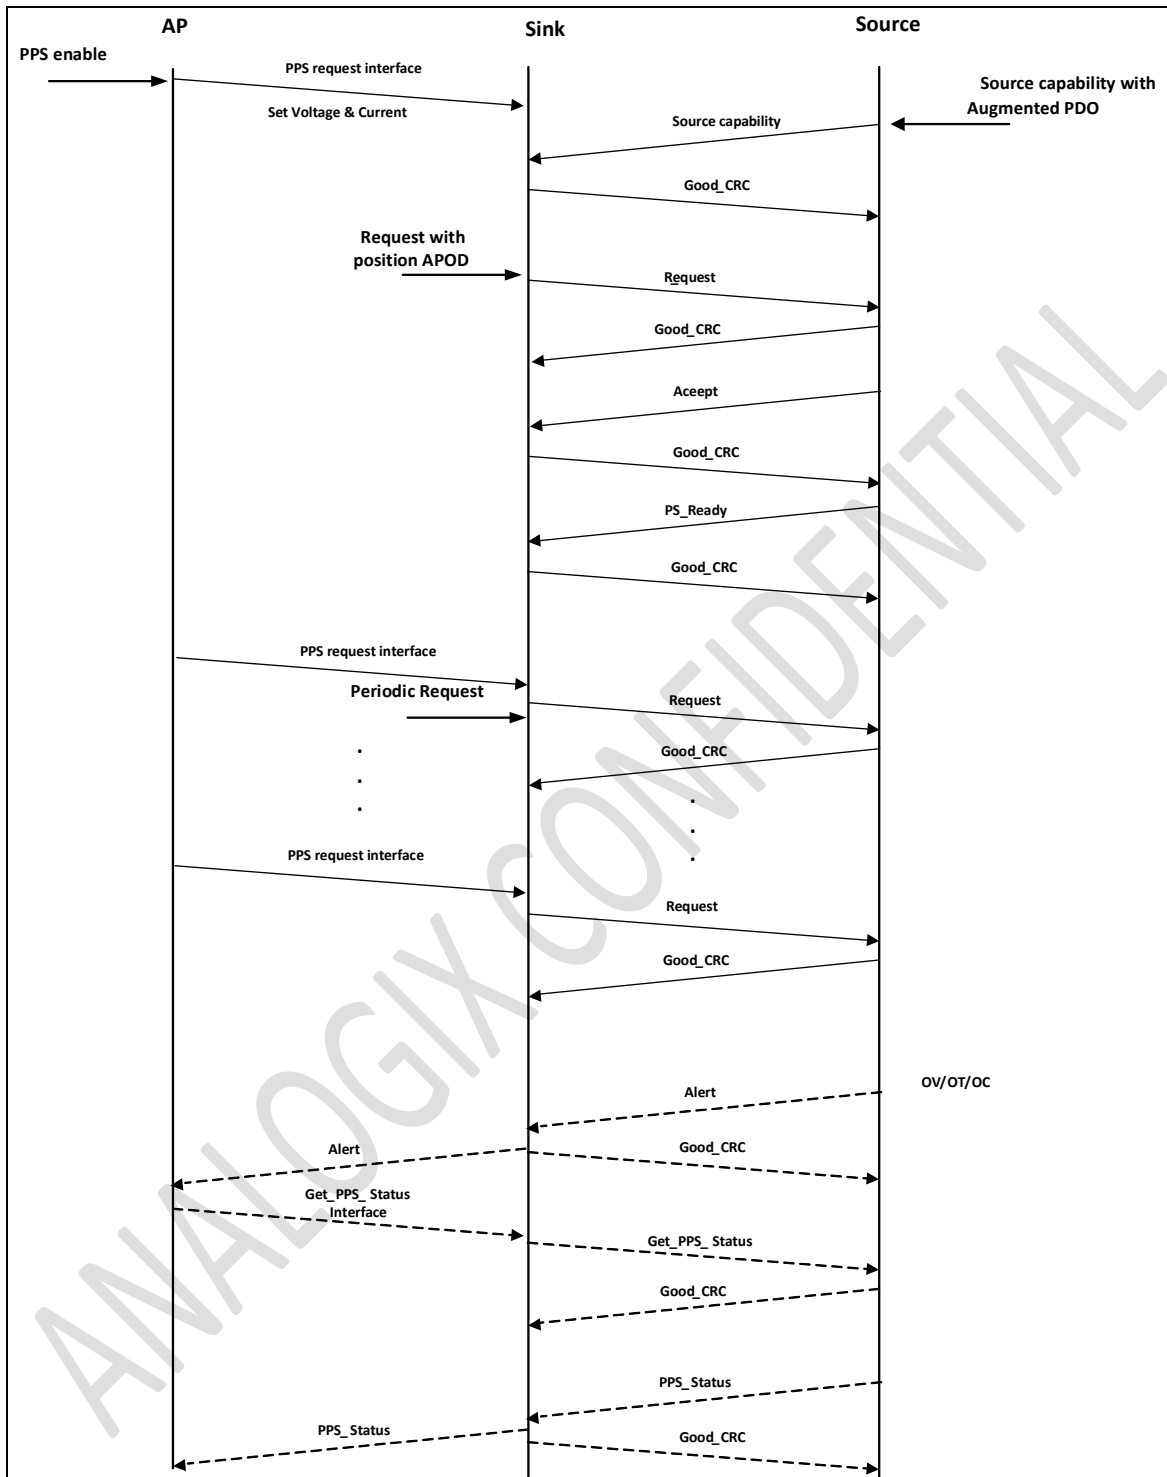 AP
Sink
Source
PPS enable
PPS request interface
Set Voltage & Current
Source capability with
Augmented PDO
Source capability
Good_CRC
Request with
position APOD
Request
Good_CRC
Aceept
Good_CRC
PS_Ready
Good_CRC
PPS request interface
Periodic Request
Request
Good_CRC
.
.
.
.
.
.
PPS request interface
Request
Good_CRC
OV/OT/OC
Alert
Alert
Good_CRC
Get_PPS_ Status
Interface
Get_PPS_ Status
Good_CRC
PPS_Status
PPS_Status
Good_CRC
ANALOGIX CONFIDENTIAL